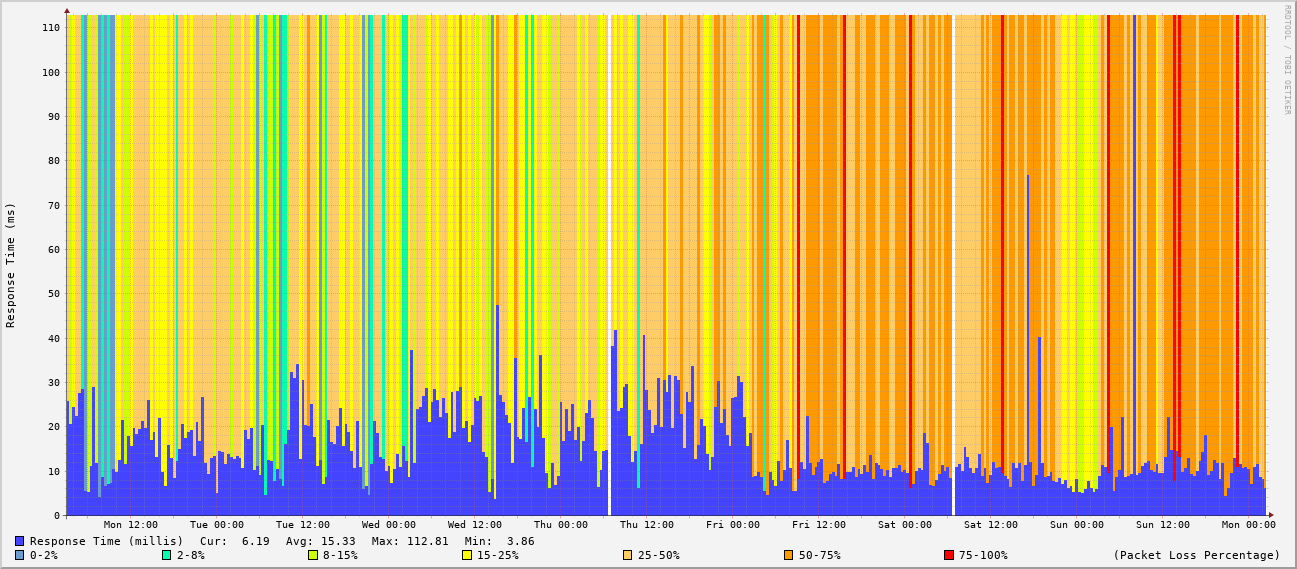 RRDTOOL / TOBI OETIKER
Response Time (ms)
110
100
90
80
70
60
50
40
30
20
10
0
Mon 12:00 Tue 00:00 Tue 12:00 Wed 00:00 Wed 12:00 Thu 00:00 Thu 12:00 Fri 00:00 Fri 12:00 Sat 00:00 Sat 12:00 Sun 00:00 Sun 12:00 Mon 00:00
Response Time (millis) Cur: 6.19 Avg: 15.33 Max: 112.81 Min: 3.86
0-2% 2-8% 8-15% 15-25% 25-50% 50-75% 75-100% (Packet Loss Percentage)